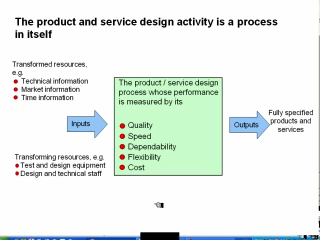 The product and service design activity is a process
in itself
Transformed resources,
e.g.
Technical information
Market information
Time information
Inputs
Transforming resources, e.g.
Test and design equipment
Design and technical staff
The product / service design
process whose performance
is measured by its
Quality
Speed
Dependability
Flexibility
Cost
Outputs
Fully specified
products and
services